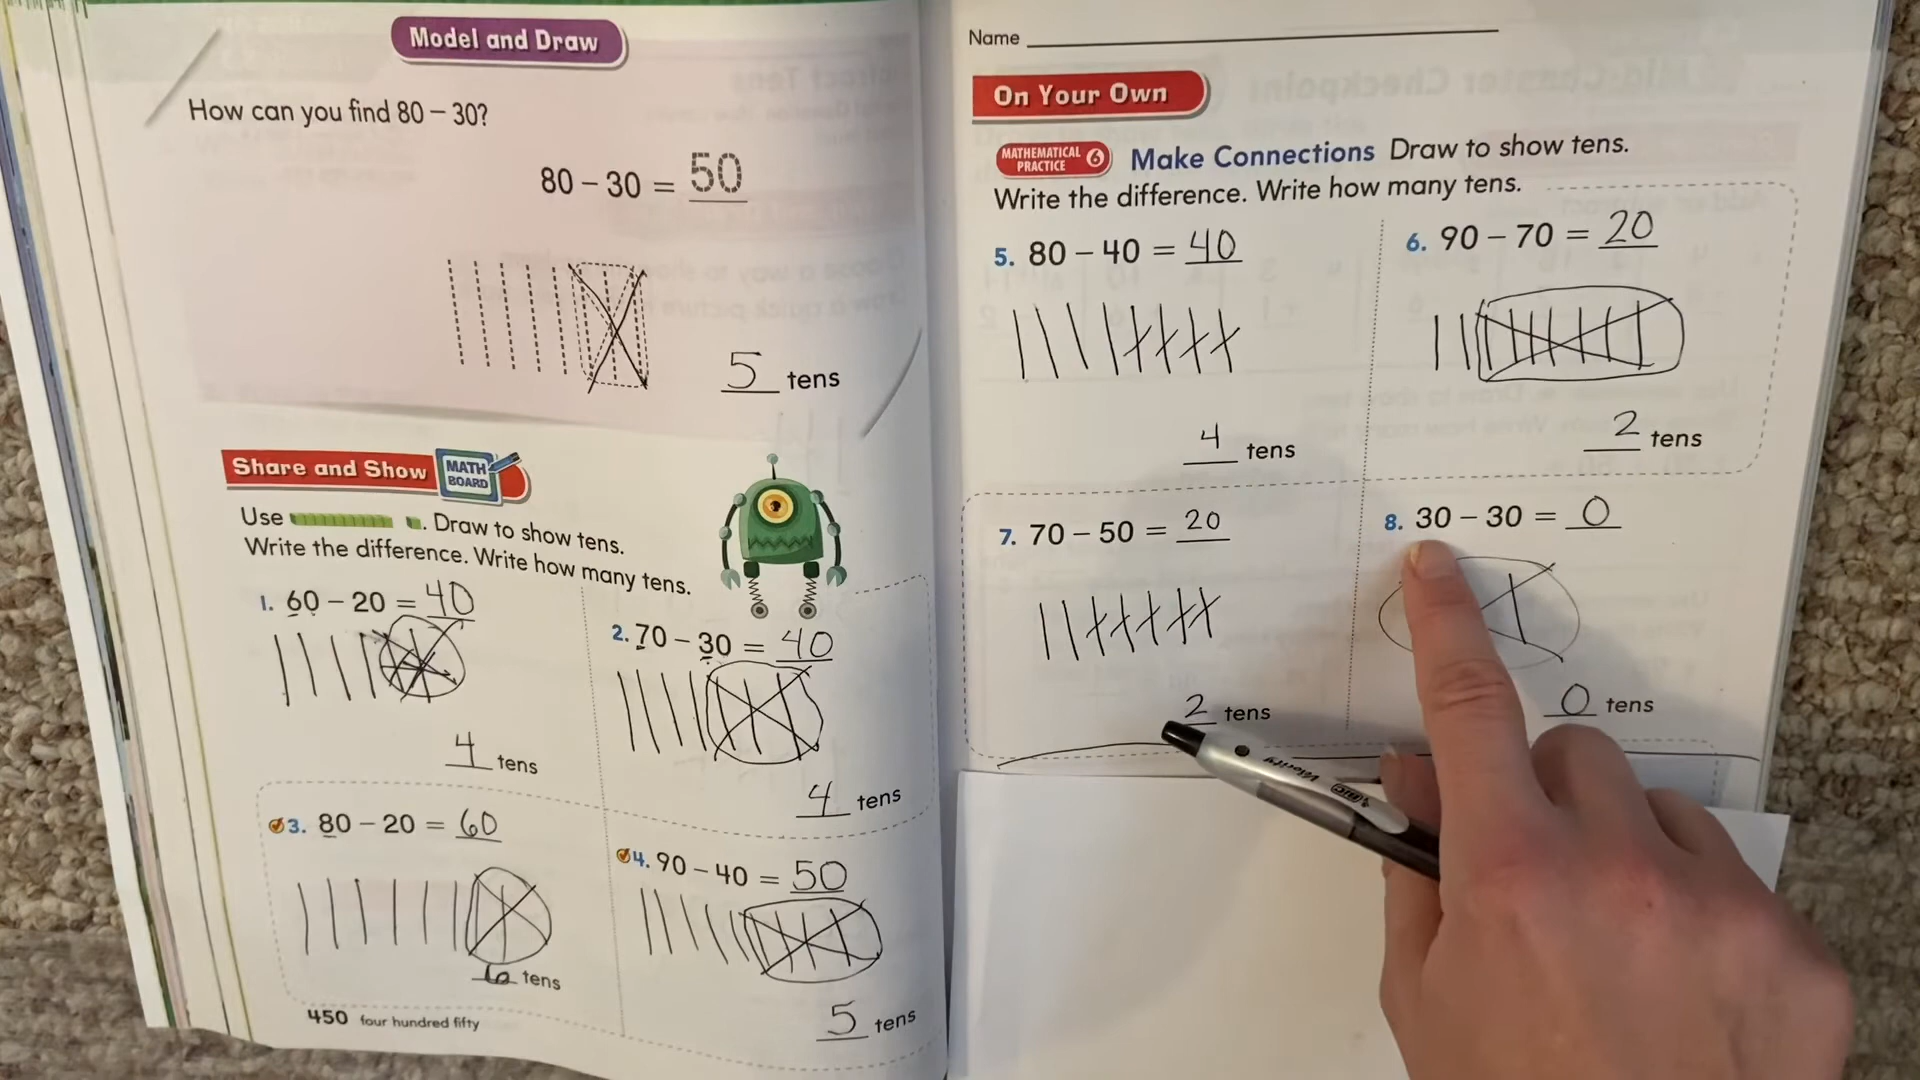 Model and Draw
How can you find 80 – 30?
80 – 30 = 50
5 tens
Share and Show MATH BOARD
Use . Draw to show tens.
Write the difference. Write how many tens.
1. 60 – 20 = 40
4 tens
2. 70 – 30 = 40
4 tens
3. 80 – 20 = 60
6 tens
4. 90 – 40 = 50
5 tens
450 four hundred fifty
Name
On Your Own
MATHEMATICAL PRACTICE 6 Make Connections Draw to show tens.
Write the difference. Write how many tens.
5. 80 – 40 = 40
4 tens
6. 90 – 70 = 20
2 tens
7. 70 – 50 = 20
2 tens
8. 30 – 30 = 0
0 tens
Velocity
BIC